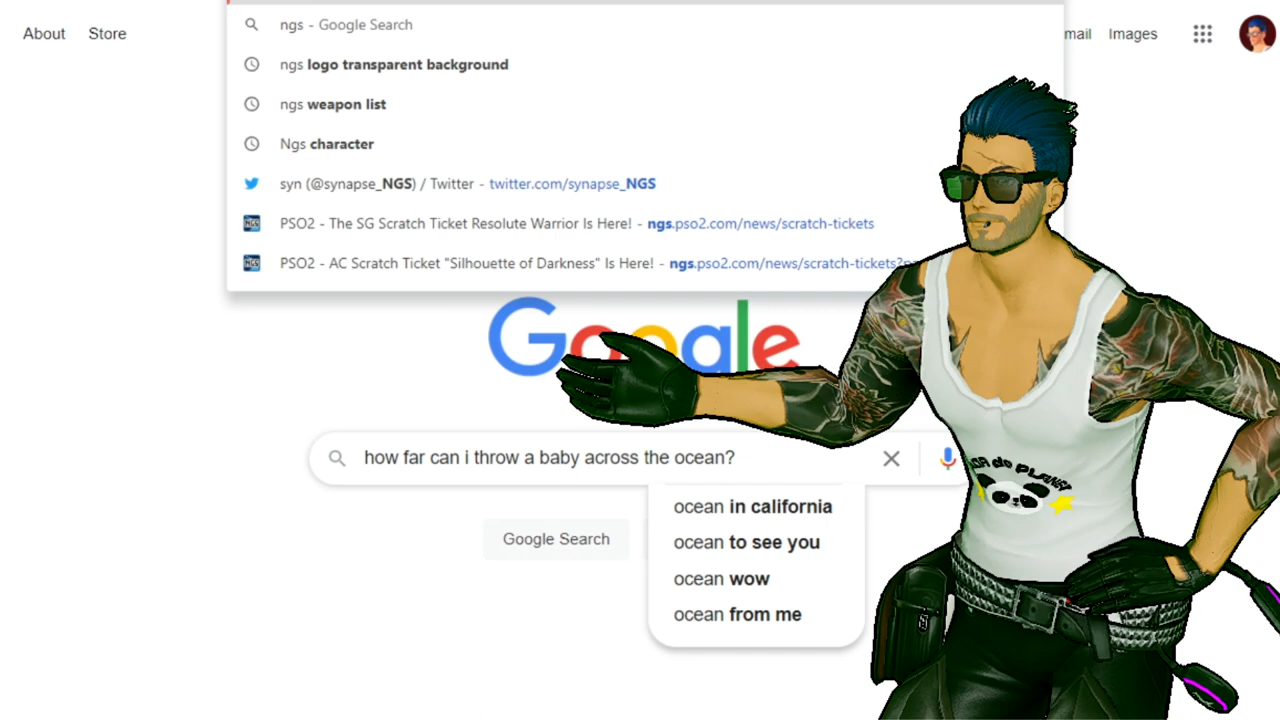 About Store
mail Images
ngs - Google Search
ngs logo transparent background
ngs weapon list
Ngs character
syn (@synapse_NGS) / Twitter - twitter.com/synapse_NGS
PSO2 - The SG Scratch Ticket Resolute Warrior Is Here! - ngs.pso2.com/news/scratch-tickets
PSO2 - AC Scratch Ticket "Silhouette of Darkness" Is Here! - ngs.pso2.com/news/scratch-tickets?
Google
how far can i throw a baby across the ocean?
ocean in california
ocean to see you
ocean wow
ocean from me
Google Search
do PLANET